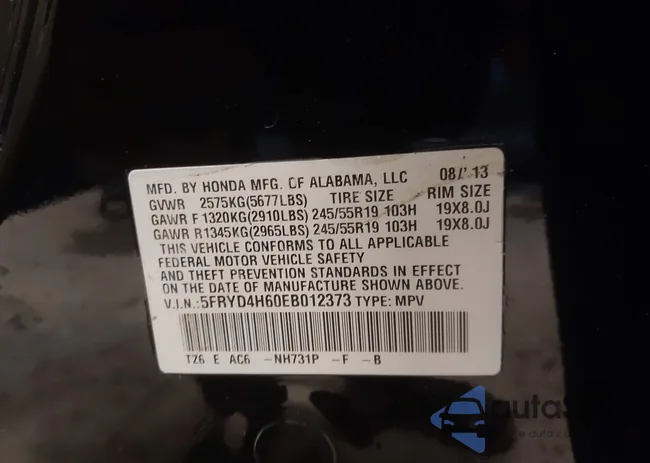 MFD. BY HONDA MFG. OF ALABAMA, LLC 08/13
GVWR 2575KG(5677LBS) TIRE SIZE RIM SIZE
GAWR F 1320KG(2910LBS) 245/55R19 103H 19X8.0J
GAWR R1345KG(2965LBS) 245/55R19 103H 19X8.0J
THIS VEHICLE CONFORMS TO ALL APPLICABLE
FEDERAL MOTOR VEHICLE SAFETY
AND THEFT PREVENTION STANDARDS IN EFFECT
ON THE DATE OF MANUFACTURE SHOWN ABOVE.
V.I.N.:5FRYD4H60EB012373 TYPE: MPV
TZ6 E AC6 -NH731P -F -B